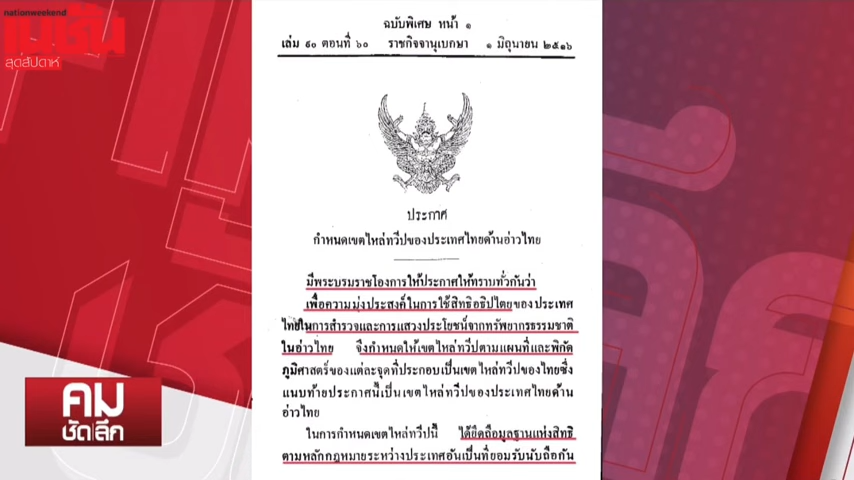 nationweekend
เนชั่น
สุดสัปดาห์
ฉบับพิเศษ หน้า ๑
เล่ม ๙๐ ตอนที่ ๖๐ ราชกิจจานุเบกษา ๑ มิถุนายน ๒๕๑๖
ประกาศ
กำหนดเขตไหล่ทวีปของประเทศไทยด้านอ่าวไทย
มีพระบรมราชโองการให้ประกาศให้ทราบทั่วกันว่า
เพื่อความมุ่งประสงค์ในการใช้สิทธิอธิปไตยของประเทศ
ไทยในการสำรวจและการแสวงประโยชน์จากทรัพยากรธรรมชาติ
ในอ่าวไทย จึงกำหนดให้เขตไหล่ทวีปตามแผนที่และพิกัด
ภูมิศาสตร์ของแต่ละจุดที่ประกอบเป็นเขตไหล่ทวีปของไทยซึ่ง
แนบท้ายประกาศนี้เป็นเขตไหล่ทวีปของประเทศไทยด้าน
อ่าวไทย
ในการกำหนดเขตไหล่ทวีปนี้ ได้ยึดถือมูลฐานแห่งสิทธิ
ตามหลักกฎหมายระหว่างประเทศอันเป็นที่ยอมรับนับถือกัน
คม
ชัดลึก